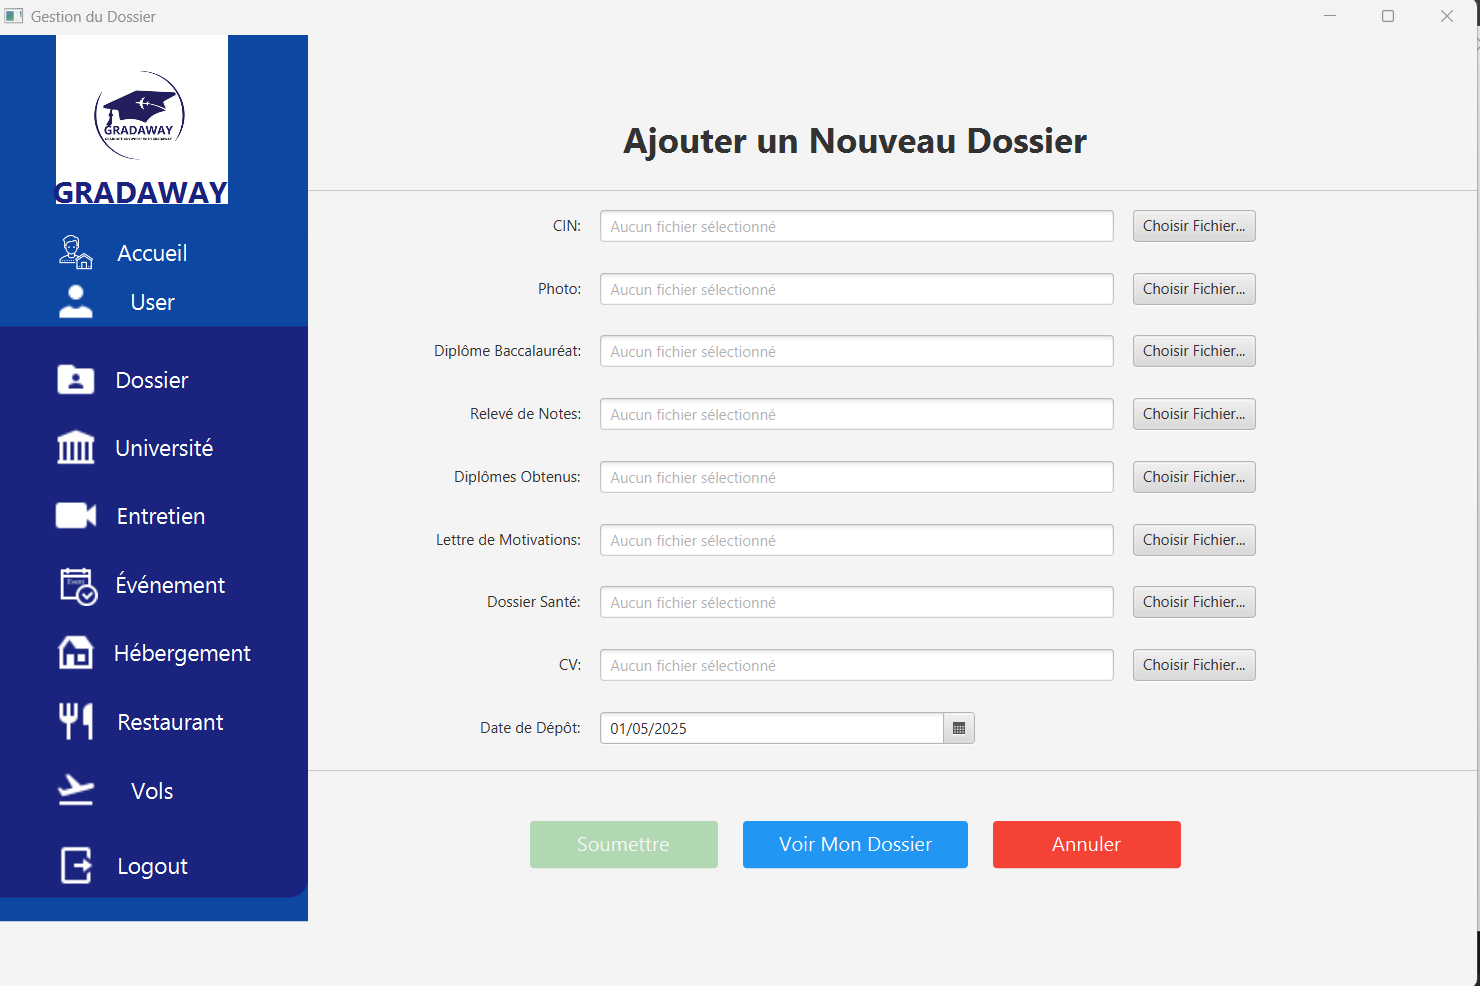 Gestion du Dossier
GRADAWAY
GRADAWAY
Accueil
User
Dossier
Université
Entretien
Événement
Hébergement
Restaurant
Vols
Logout
Ajouter un Nouveau Dossier
CIN: Aucun fichier sélectionné Choisir Fichier...
Photo: Aucun fichier sélectionné Choisir Fichier...
Diplôme Baccalauréat: Aucun fichier sélectionné Choisir Fichier...
Relevé de Notes: Aucun fichier sélectionné Choisir Fichier...
Diplômes Obtenus: Aucun fichier sélectionné Choisir Fichier...
Lettre de Motivations: Aucun fichier sélectionné Choisir Fichier...
Dossier Santé: Aucun fichier sélectionné Choisir Fichier...
CV: Aucun fichier sélectionné Choisir Fichier...
Date de Dépôt: 01/05/2025
Soumettre Voir Mon Dossier Annuler